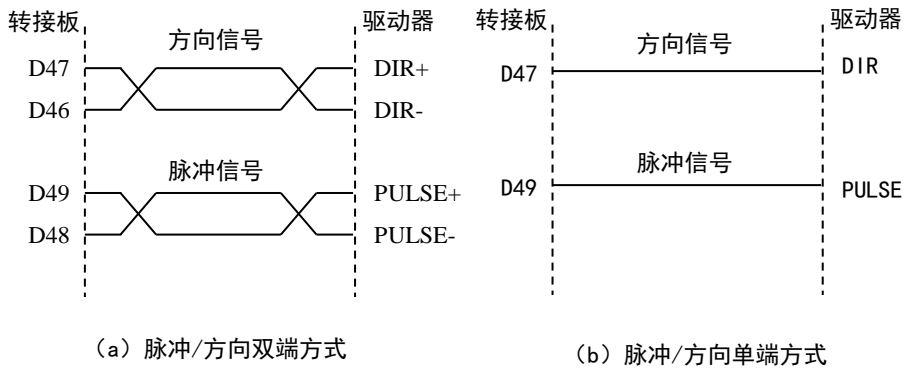 转接板
驱动器
方向信号
D47
DIR+
D46
DIR-
脉冲信号
D49
PULSE+
D48
PULSE-
（a）脉冲/方向双端方式
转接板
驱动器
方向信号
D47
DIR
脉冲信号
D49
PULSE
（b）脉冲/方向单端方式